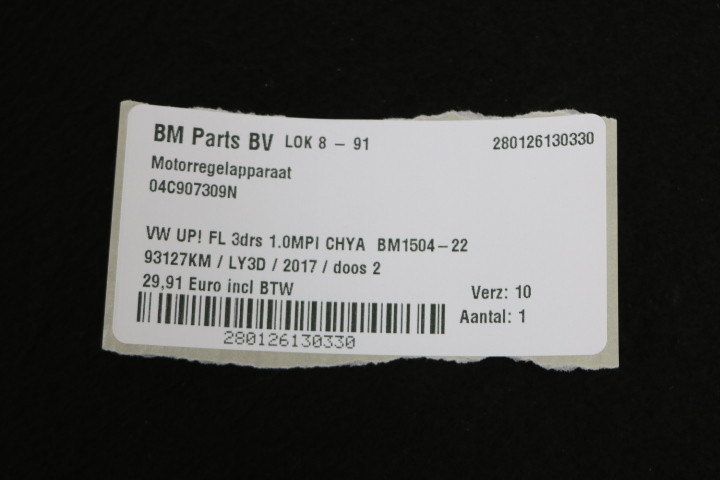 BM Parts BV LOK 8 - 91 280126130330
Motorregelapparaat
04C907309N
VW UP! FL 3drs 1.0MPI CHYA BM1504-22
93127KM / LY3D / 2017 / doos 2
29,91 Euro incl BTW
Verz: 10
Aantal: 1
280126130330